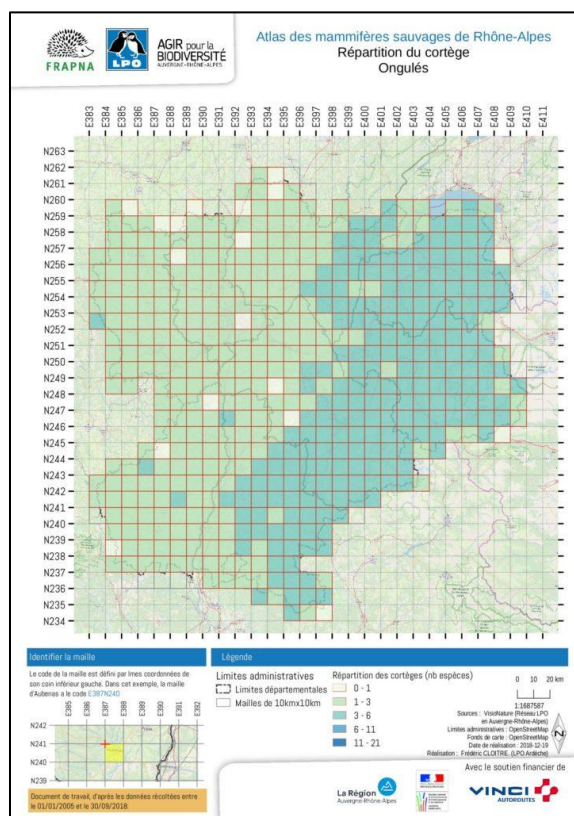 FRAPNA
LPO
AGIR pour la
BIODIVERSITÉ
AUVERGNE-RHÔNE-ALPES
Atlas des mammifères sauvages de Rhône-Alpes
Répartition du cortège
Ongulés
E383 E384 E385 E386 E387 E388 E389 E390 E391 E392 E393 E394 E395 E396 E397 E398 E399 E400 E401 E402 E403 E404 E405 E406 E407 E408 E409 E410 E411
N263
N262
N261
N260
N259
N258
N257
N256
N255
N254
N253
N252
N251
N250
N249
N248
N247
N246
N245
N244
N243
N242
N241
N240
N239
N238
N237
N236
N235
N234
Identifier la maille
Le code de la maille est défini par lmes coordonnées de
son coin inférieur gauche. Dans cet exemple, la maille
d'Aubenas a le code E387N240
E385 E386 E387 E388 E389 E390 E391 E392
N242
N241
N240
N239
Document de travail, d'après les données récoltées entre
le 01/01/2005 et le 30/09/2018.
Légende
Limites administratives
Limites départementales
Mailles de 10kmx10km
Répartition des cortèges (nb espèces)
0 - 1
1 - 3
3 - 6
6 - 11
11 - 21
0 10 20 km
1:1687587
Sources : VisioNature (Réseau LPO
en Auvergne-Rhône-Alpes)
Limites administratives : OpenStreetMap
Fonds de carte : OpenStreetMap
Date de réalisation : 2018-12-19
Réalisation : Frédéric CLOITRE, (LPO Ardèche)
Z
Avec le soutien financier de
La Région
Auvergne-Rhône-Alpes
VINCI
AUTOROUTES